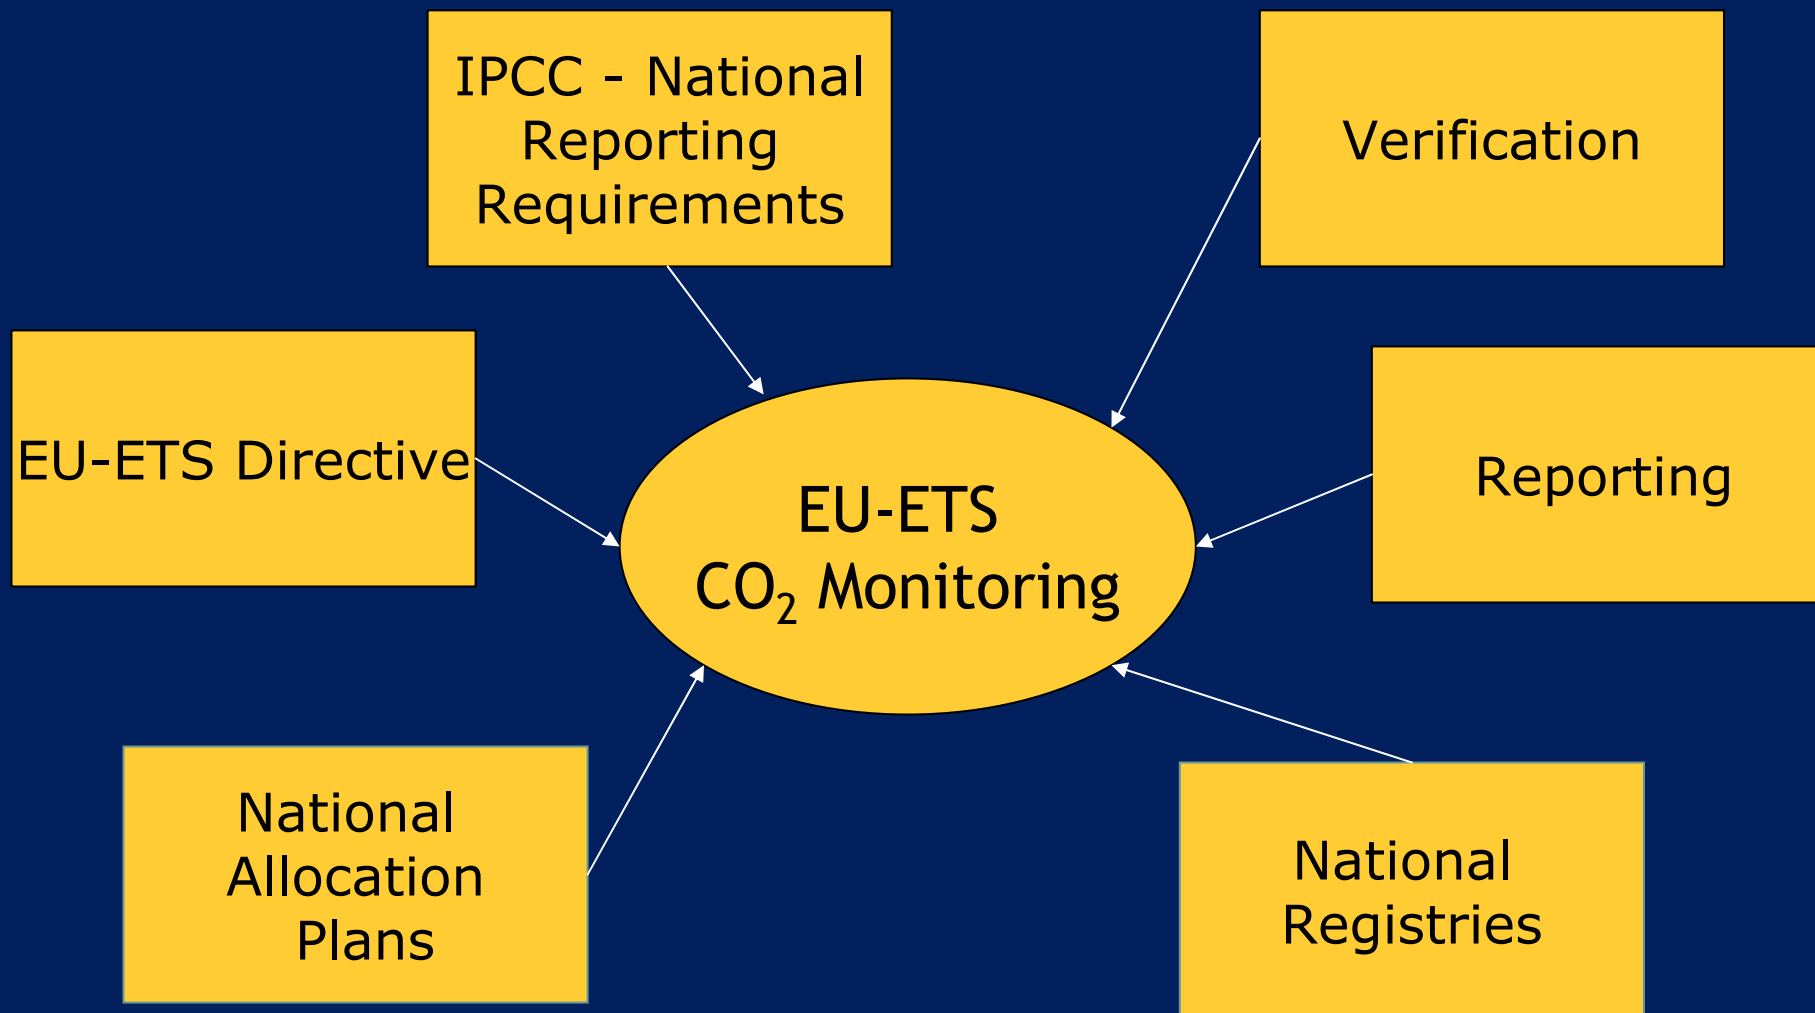 IPCC - National
Reporting
Requirements
Verification
EU-ETS Directive
Reporting
EU-ETS
CO₂ Monitoring
National
Allocation
Plans
National
Registries